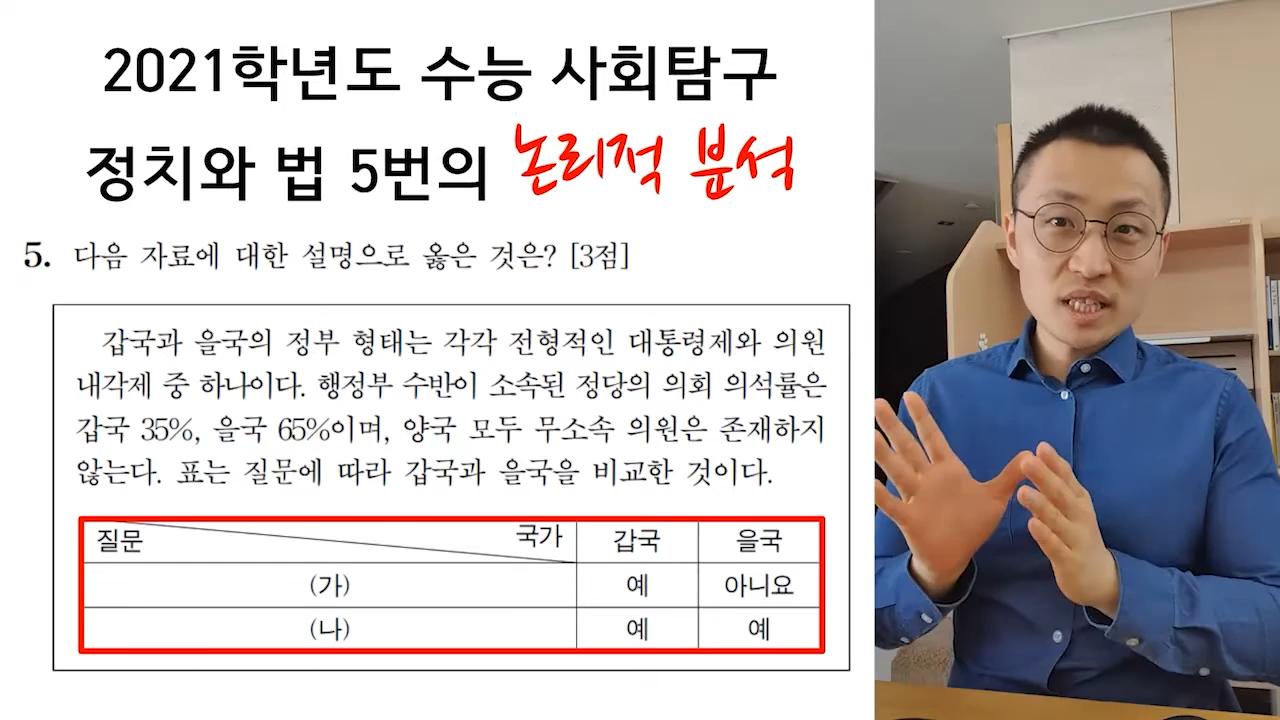 2021학년도 수능 사회탐구
정치와 법 5번의 논리적 분석
5. 다음 자료에 대한 설명으로 옳은 것은? [3점]
갑국과 을국의 정부 형태는 각각 전형적인 대통령제와 의원
내각제 중 하나이다. 행정부 수반이 소속된 정당의 의회 의석률은
갑국 35%, 을국 65%이며, 양국 모두 무소속 의원은 존재하지
않는다. 표는 질문에 따라 갑국과 을국을 비교한 것이다.
질문 국가 갑국 을국
(가) 예 아니요
(나) 예 예